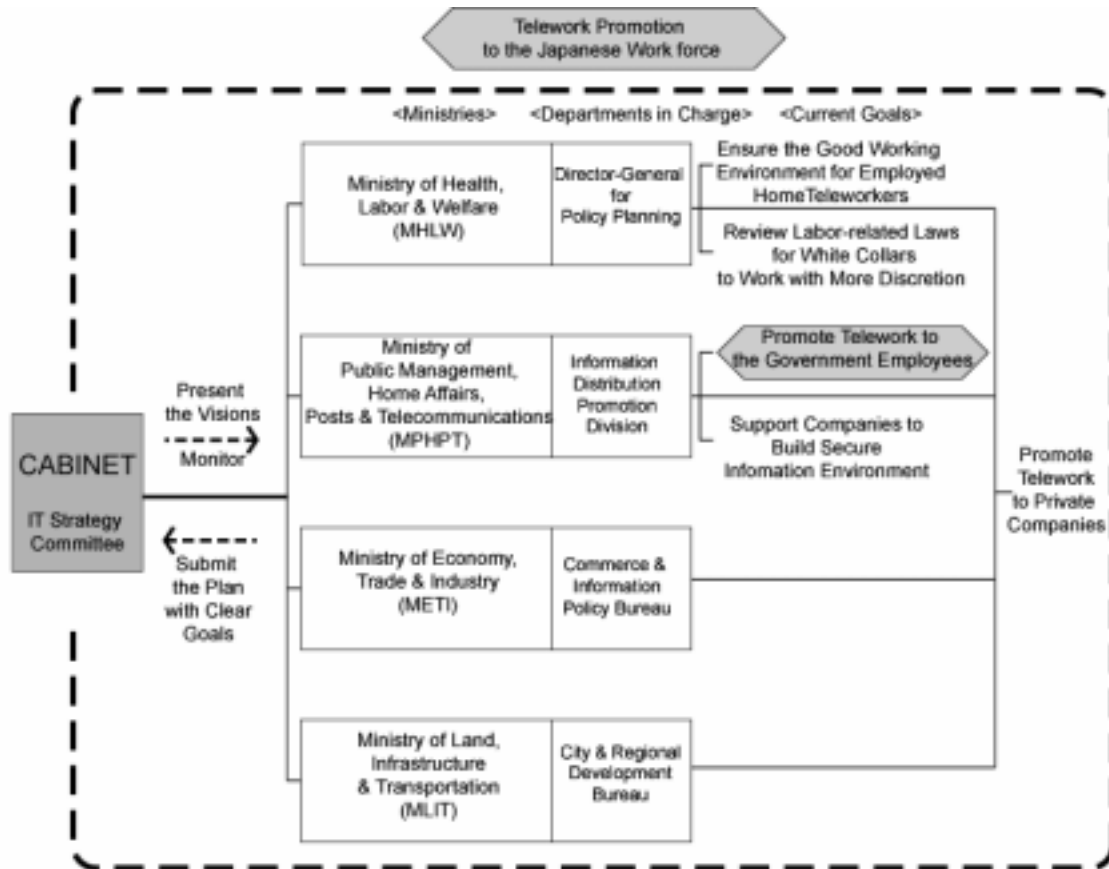 Telework Promotion
to the Japanese Work force
<Ministries>
<Departments in Charge>
<Current Goals>
Ministry of Health,
Labor & Welfare
(MHLW)
Director-General
for
Policy Planning
Ensure the Good Working
Environment for Employed
HomeTeleworkers
Review Labor-related Laws
for White Collars
to Work with More Discretion
Ministry of
Public Management,
Home Affairs,
Posts & Telecommunications
(MPHPT)
Information
Distribution
Promotion
Division
Promote Telework to
the Government Employees
Support Companies to
Build Secure
Infomation Environment
Present
the Visions
Monitor
CABINET
IT Strategy
Committee
Submit
the Plan
with Clear
Goals
Promote
Telework
to Private
Companies
Ministry of Economy,
Trade & Industry
(METI)
Commerce &
Information
Policy Bureau
Ministry of Land,
Infrastructure
& Transportation
(MLIT)
City & Regional
Development
Bureau